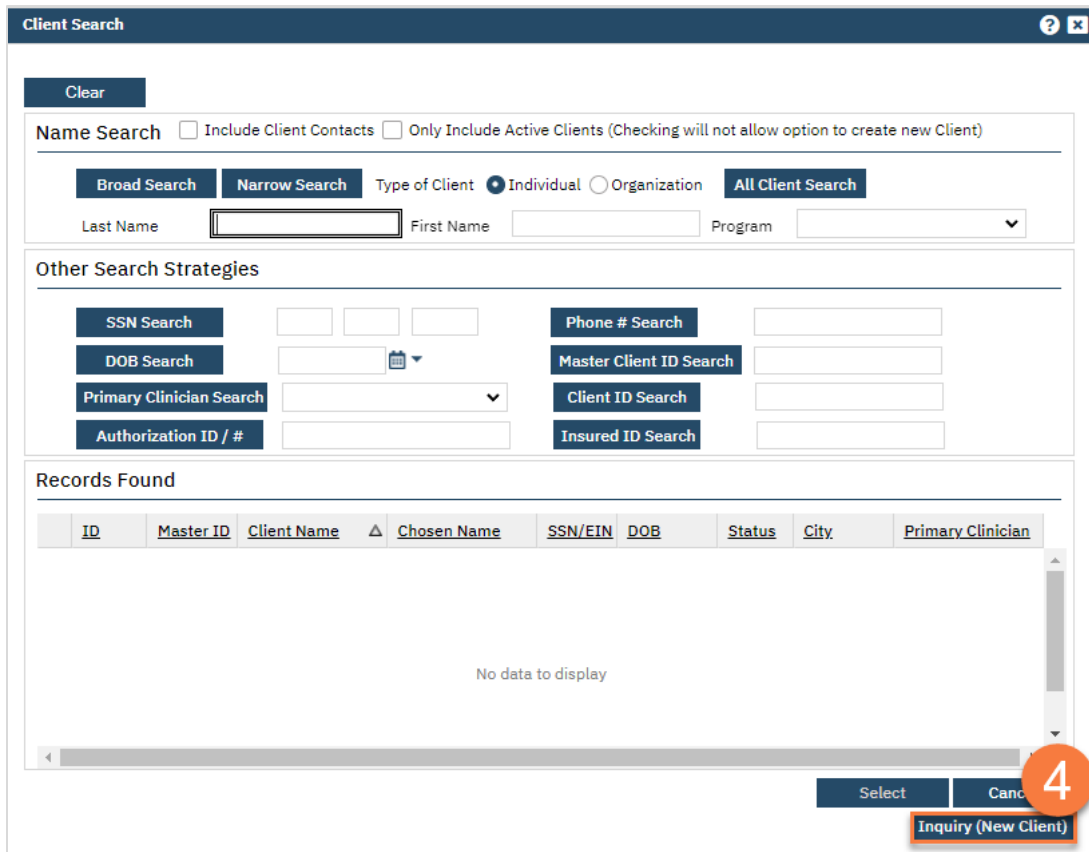 Client Search
Clear
Name Search Include Client Contacts Only Include Active Clients (Checking will not allow option to create new Client)
Broad Search Narrow Search Type of Client Individual Organization All Client Search
Last Name First Name Program
Other Search Strategies
SSN Search Phone # Search
DOB Search Master Client ID Search
Primary Clinician Search Client ID Search
Authorization ID / # Insured ID Search
Records Found
ID Master ID Client Name Chosen Name SSN/EIN DOB Status City Primary Clinician
No data to display
Select Canc 4
Inquiry (New Client)